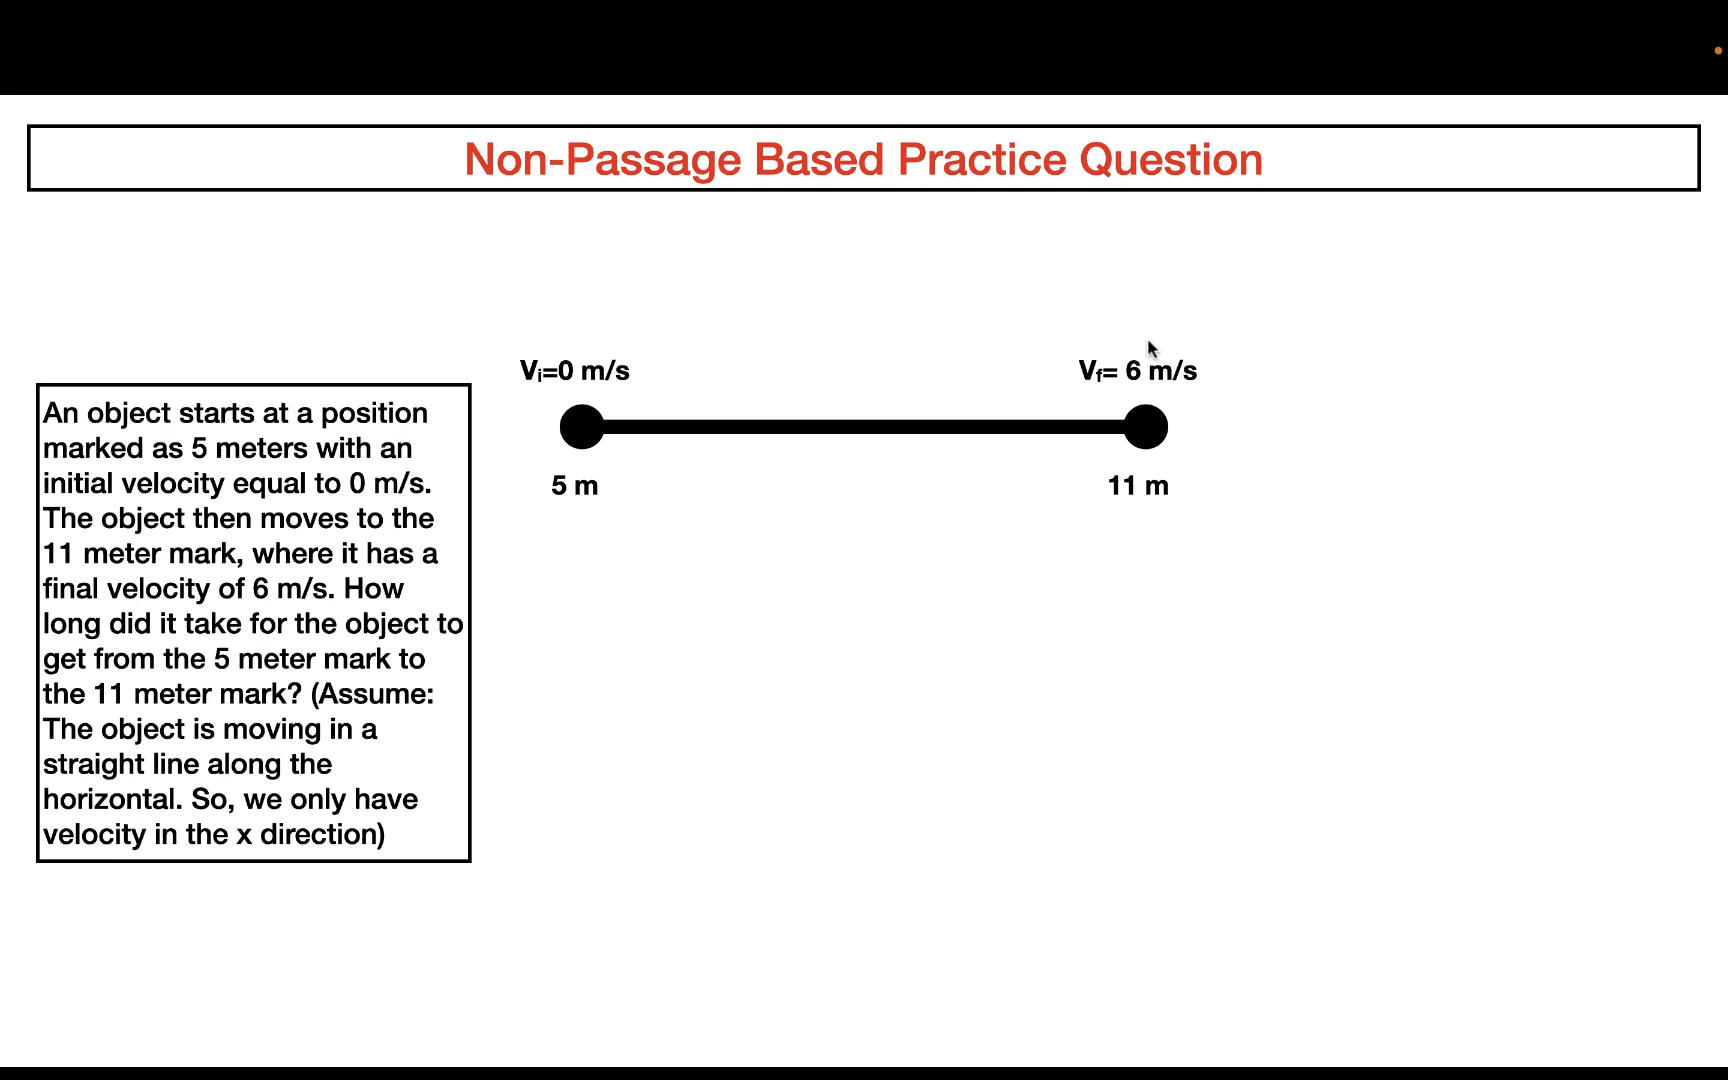 Non-Passage Based Practice Question
Vi=0 m/s
Vf= 6 m/s
5 m
11 m
An object starts at a position
marked as 5 meters with an
initial velocity equal to 0 m/s.
The object then moves to the
11 meter mark, where it has a
final velocity of 6 m/s. How
long did it take for the object to
get from the 5 meter mark to
the 11 meter mark? (Assume:
The object is moving in a
straight line along the
horizontal. So, we only have
velocity in the x direction)